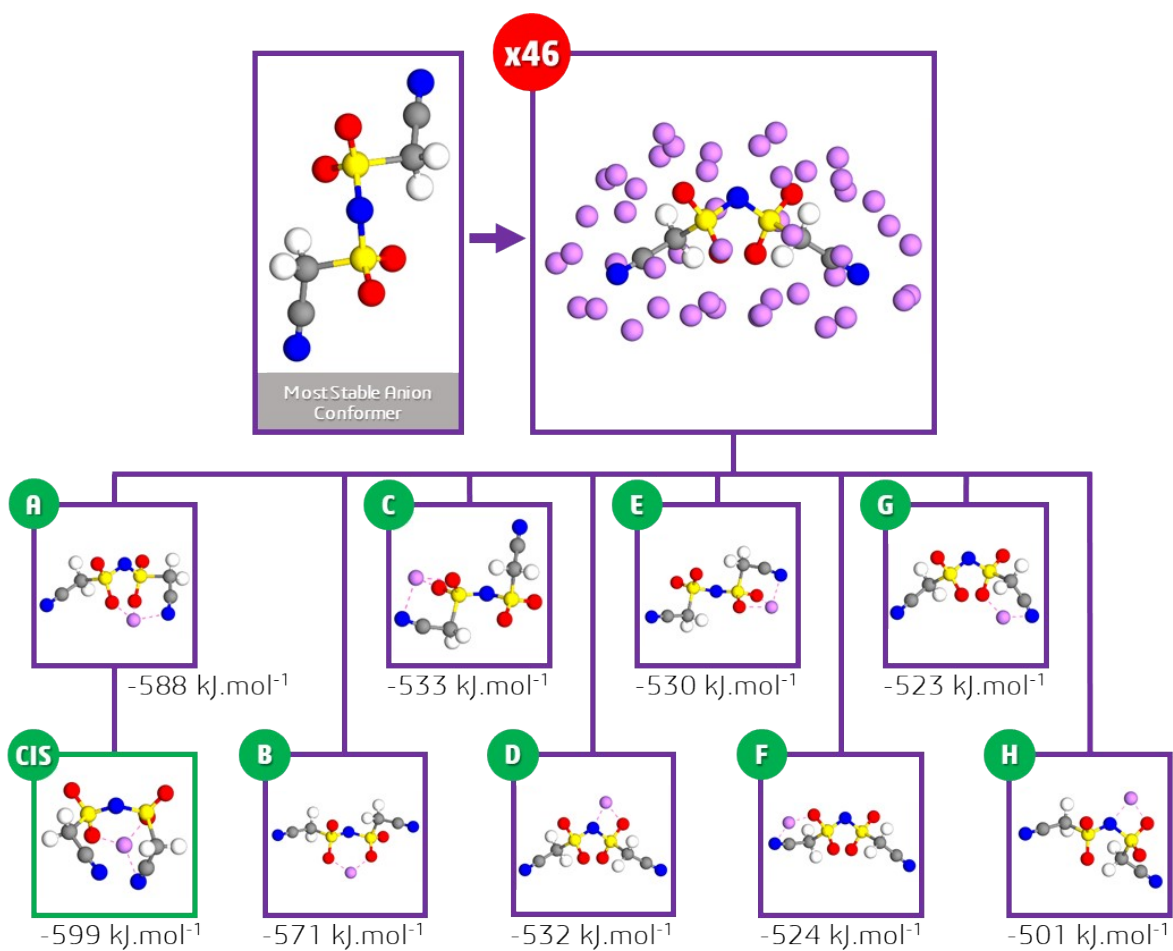 x46
Most Stable Anion
Conformer
A
C
E
G
-588 kJ.mol⁻¹
-533 kJ.mol⁻¹
-530 kJ.mol⁻¹
-523 kJ.mol⁻¹
CIS
B
D
F
H
-599 kJ.mol⁻¹
-571 kJ.mol⁻¹
-532 kJ.mol⁻¹
-524 kJ.mol⁻¹
-501 kJ.mol⁻¹